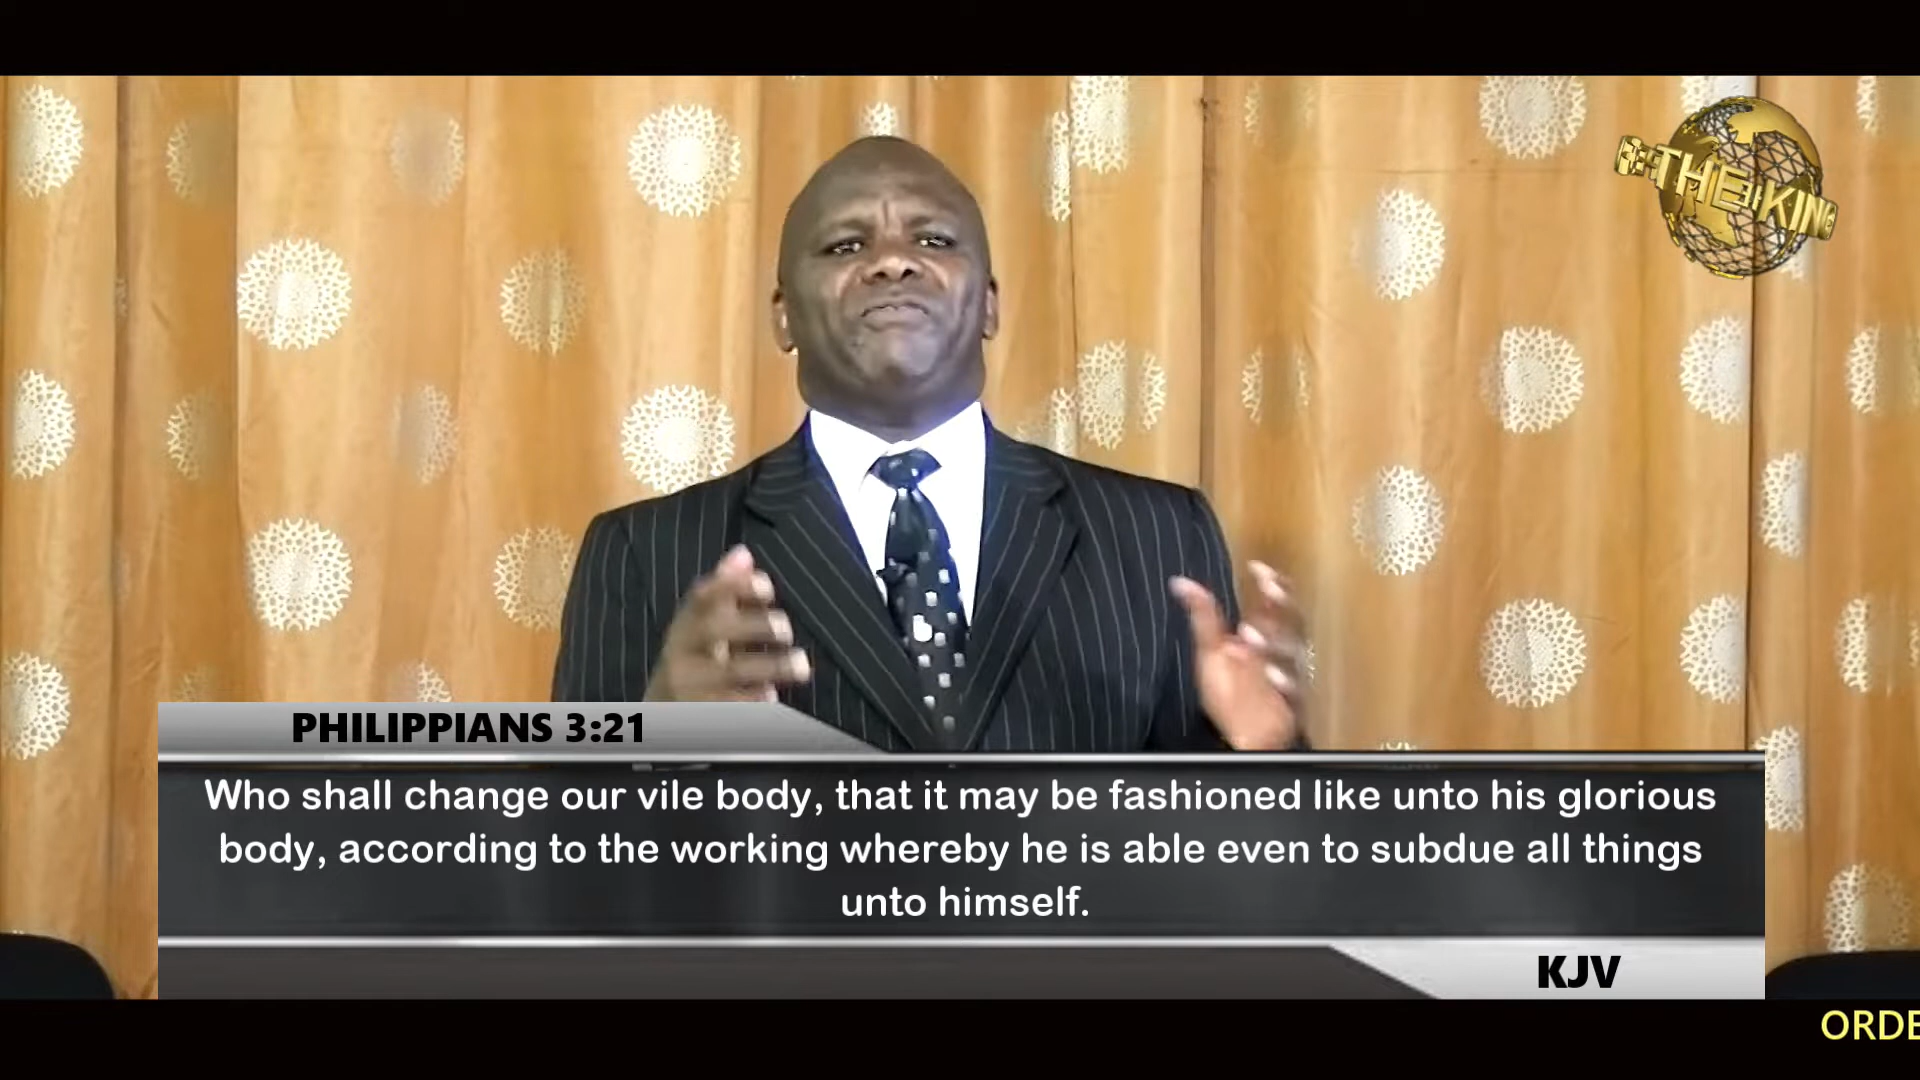 THE KIN
PHILIPPIANS 3:21
Who shall change our vile body, that it may be fashioned like unto his glorious
body, according to the working whereby he is able even to subdue all things
unto himself.
KJV
ORDE